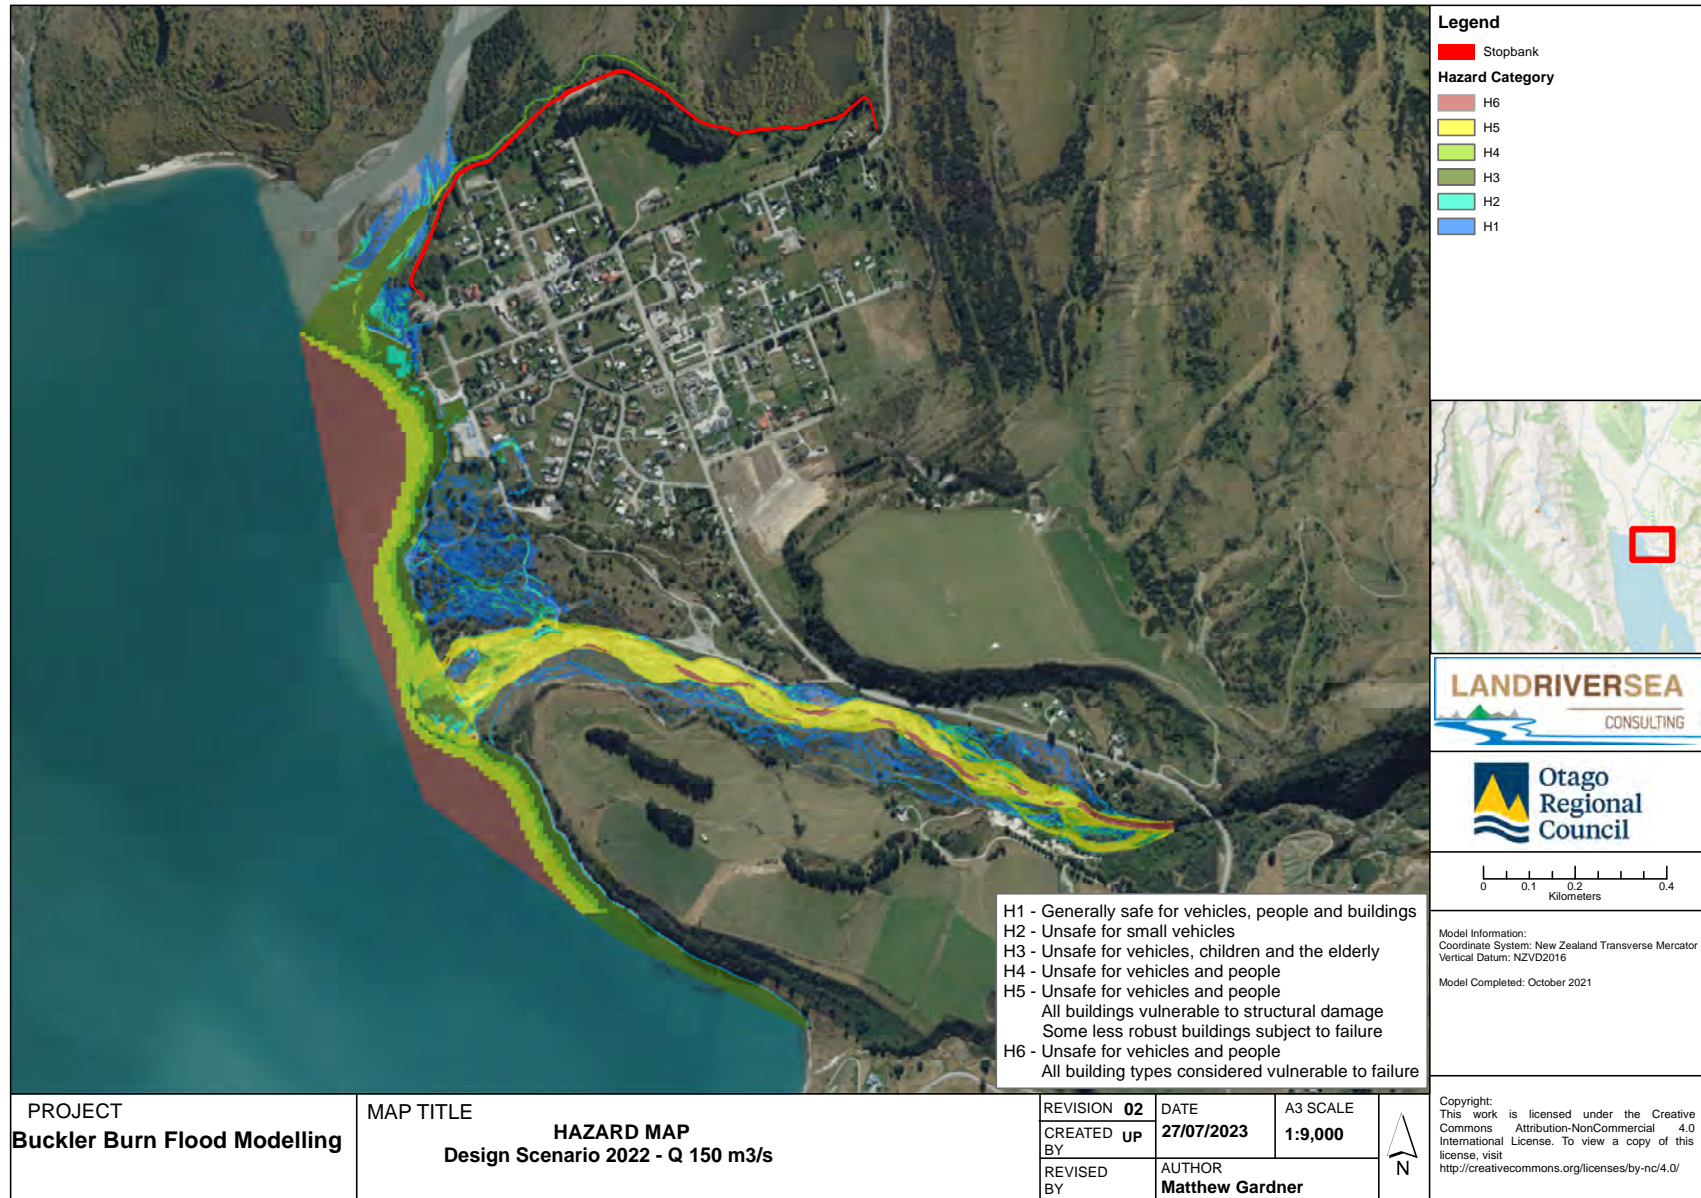 Legend
Stopbank
Hazard Category
H6
H5
H4
H3
H2
H1
LANDRIVERSEA
CONSULTING
Otago
Regional
Council
0 0.1 0.2 0.4
Kilometers
Model Information:
Coordinate System: New Zealand Transverse Mercator
Vertical Datum: NZVD2016
Model Completed: October 2021
Copyright:
This work is licensed under the Creative
Commons Attribution-NonCommercial 4.0
International License. To view a copy of this
license, visit
http://creativecommons.org/licenses/by-nc/4.0/
H1 - Generally safe for vehicles, people and buildings
H2 - Unsafe for small vehicles
H3 - Unsafe for vehicles, children and the elderly
H4 - Unsafe for vehicles and people
H5 - Unsafe for vehicles and people
All buildings vulnerable to structural damage
Some less robust buildings subject to failure
H6 - Unsafe for vehicles and people
All building types considered vulnerable to failure
PROJECT
Buckler Burn Flood Modelling
MAP TITLE
HAZARD MAP
Design Scenario 2022 - Q 150 m3/s
REVISION 02
CREATED BY UP
REVISED BY
DATE
27/07/2023
A3 SCALE
1:9,000
AUTHOR
Matthew Gardner
N